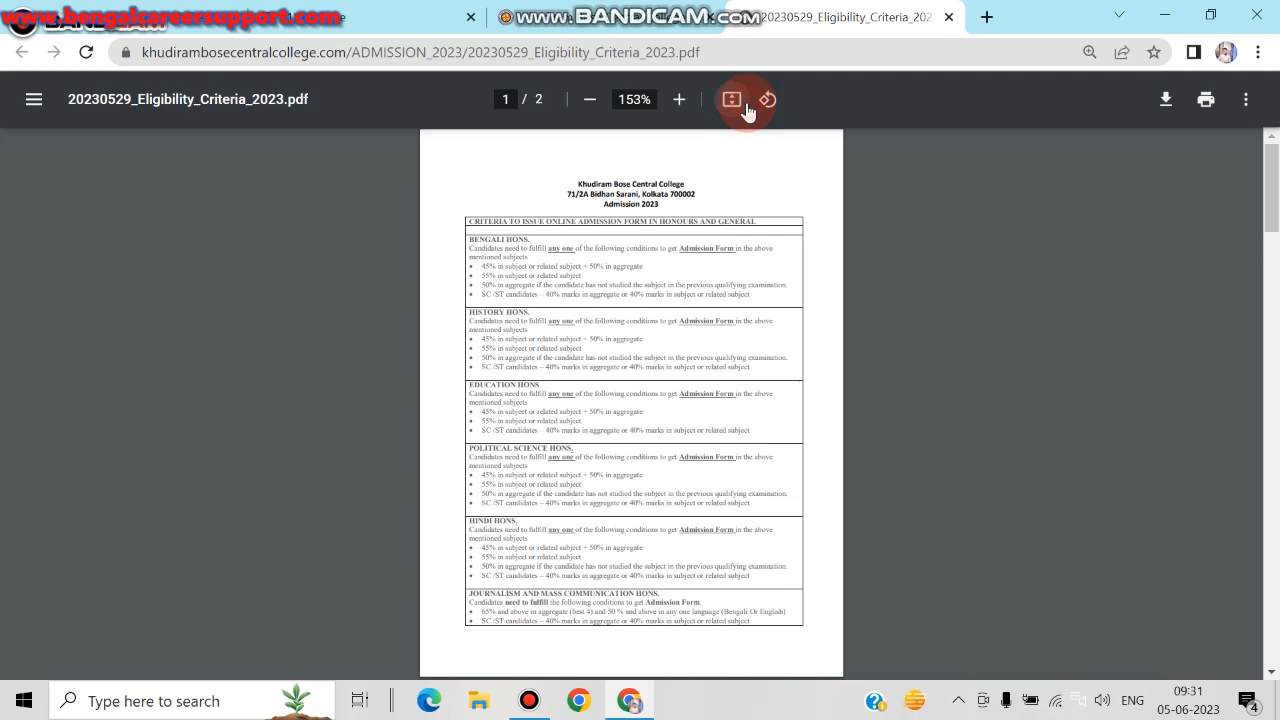 www.bengalcareersupport.com
WWW.BANDICAM.COM
20230529_Eligibility_Criteria_202
khudirambosecentralcollege.com/ADMISSION_2023/20230529_Eligibility_Criteria_2023.pdf
20230529_Eligibility_Criteria_2023.pdf
1 / 2
153%
Khudiram Bose Central College
71/2A Bidhan Sarani, Kolkata 700002
Admission 2023
CRITERIA TO ISSUE ONLINE ADMISSION FORM IN HONOURS AND GENERAL
BENGALI HONS.
Candidates need to fulfill any one of the following conditions to get Admission Form in the above
mentioned subjects
• 45% in subject or related subject + 50% in aggregate
• 55% in subject or related subject
• 50% in aggregate if the candidate has not studied the subject in the previous qualifying examination.
• SC /ST candidates – 40% marks in aggregate or 40% marks in subject or related subject
HISTORY HONS.
Candidates need to fulfill any one of the following conditions to get Admission Form in the above
mentioned subjects
• 45% in subject or related subject + 50% in aggregate
• 55% in subject or related subject
• 50% in aggregate if the candidate has not studied the subject in the previous qualifying examination.
• SC /ST candidates – 40% marks in aggregate or 40% marks in subject or related subject
EDUCATION HONS
Candidates need to fulfill any one of the following conditions to get Admission Form in the above
mentioned subjects
• 45% in subject or related subject + 50% in aggregate
• 55% in subject or related subject
• SC /ST candidates – 40% marks in aggregate or 40% marks in subject or related subject
POLITICAL SCIENCE HONS.
Candidates need to fulfill any one of the following conditions to get Admission Form in the above
mentioned subjects
• 45% in subject or related subject + 50% in aggregate
• 55% in subject or related subject
• 50% in aggregate if the candidate has not studied the subject in the previous qualifying examination.
• SC /ST candidates – 40% marks in aggregate or 40% marks in subject or related subject
HINDI HONS.
Candidates need to fulfill any one of the following conditions to get Admission Form in the above
mentioned subjects
• 45% in subject or related subject + 50% in aggregate
• 55% in subject or related subject
• 50% in aggregate if the candidate has not studied the subject in the previous qualifying examination.
• SC /ST candidates – 40% marks in aggregate or 40% marks in subject or related subject
JOURNALISM AND MASS COMMUNICATION HONS.
Candidates need to fulfill the following conditions to get Admission Form.
• 65% and above in aggregate (best 4) and 50 % and above in any one language (Bengali Or English)
• SC /ST candidates – 40% marks in aggregate or 40% marks in subject or related subject
Type here to search
ENG
09:31
05-06-2023
4